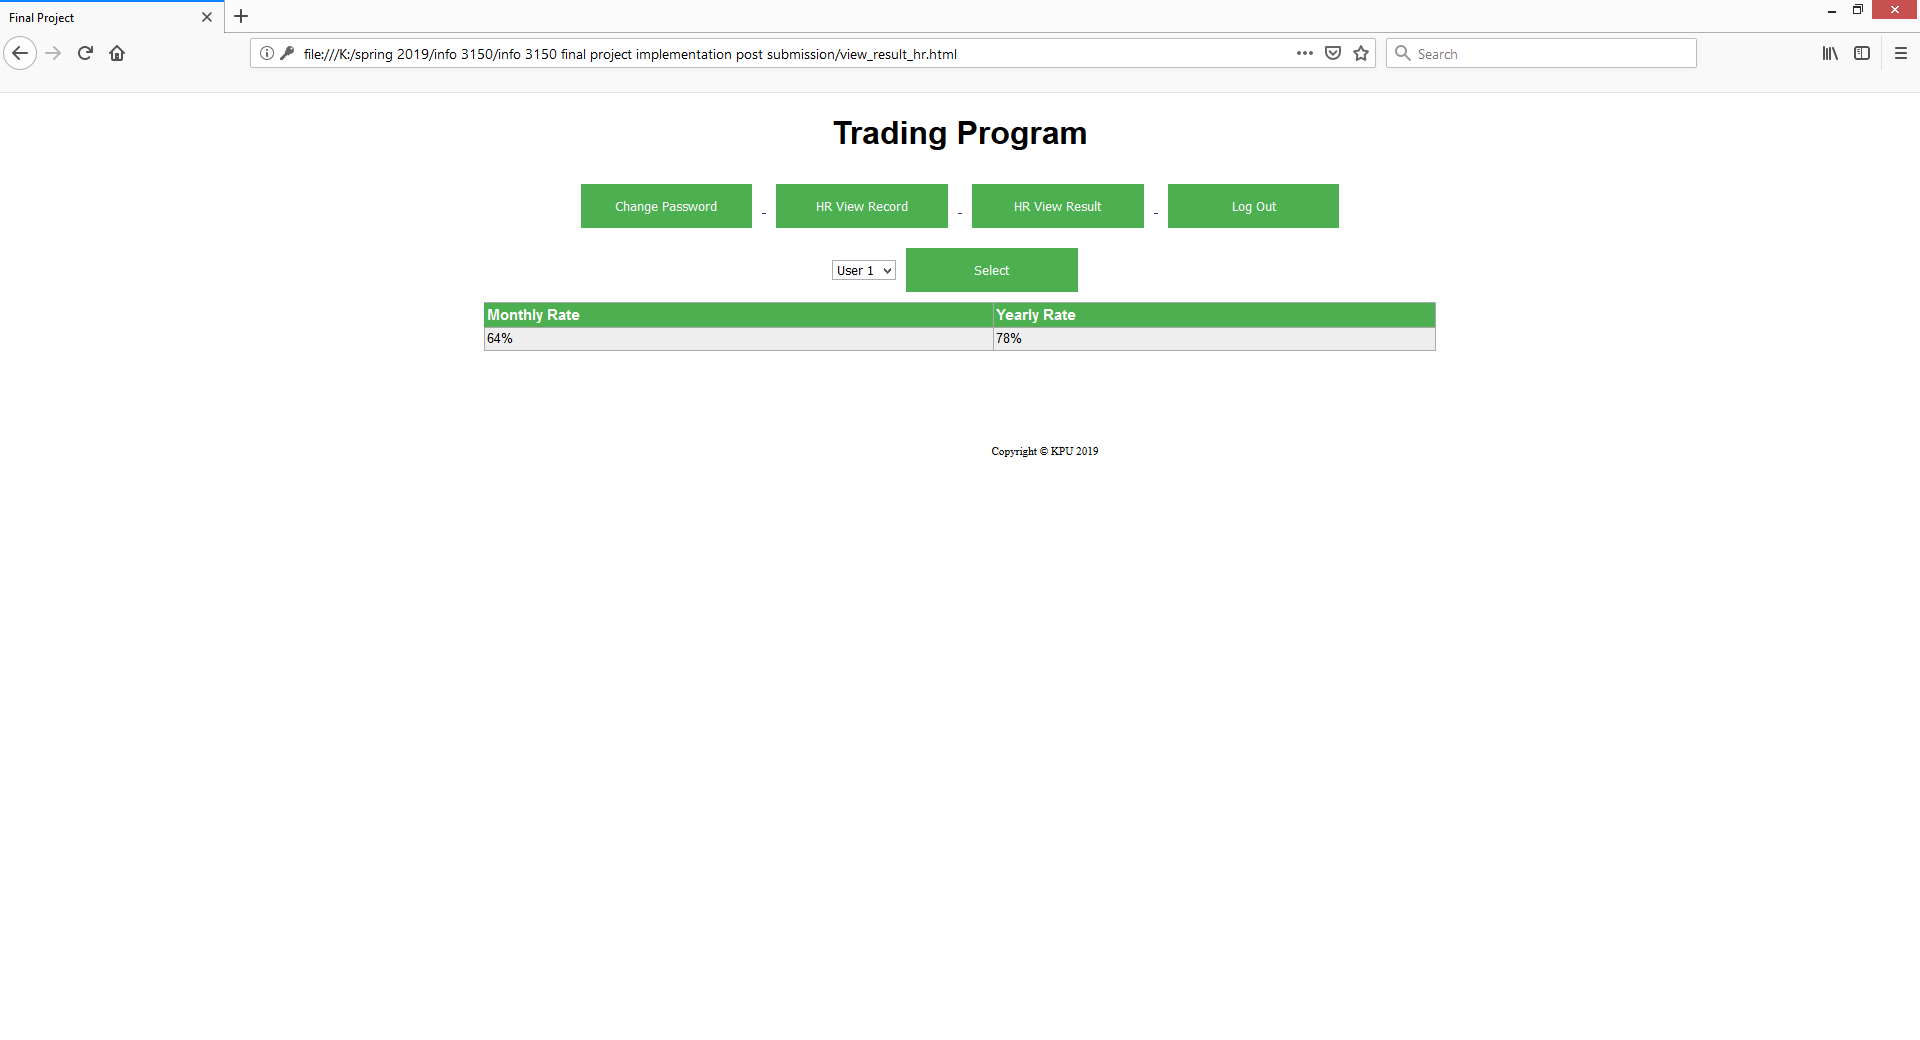 Final Project
file:///K:/spring 2019/info 3150/info 3150 final project implementation post submission/view_result_hr.html
Search
Trading Program
Change Password - HR View Record - HR View Result - Log Out
User 1 Select
Monthly Rate Yearly Rate
64% 78%
Copyright © KPU 2019